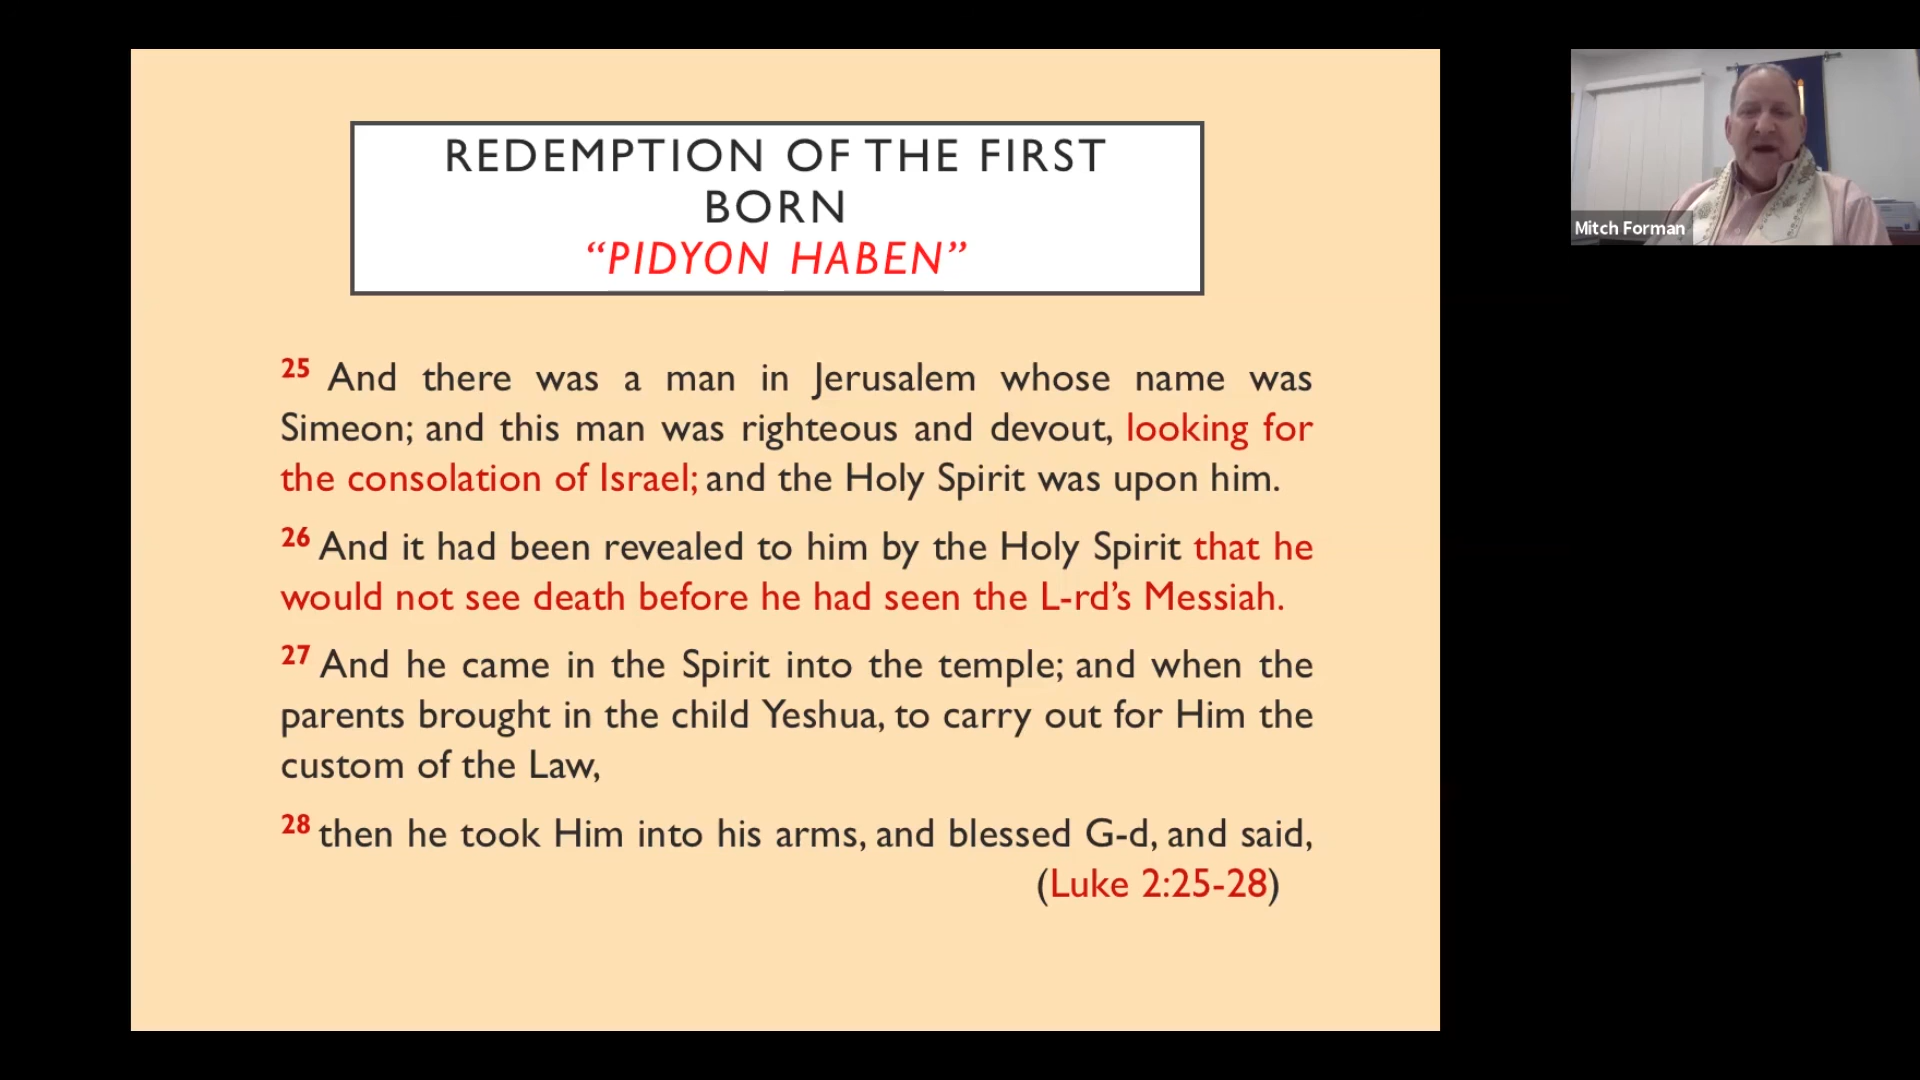 REDEMPTION OF THE FIRST
BORN
“PIDYON HABEN”
25 And there was a man in Jerusalem whose name was
Simeon; and this man was righteous and devout, looking for
the consolation of Israel; and the Holy Spirit was upon him.
26 And it had been revealed to him by the Holy Spirit that he
would not see death before he had seen the L-rd’s Messiah.
27 And he came in the Spirit into the temple; and when the
parents brought in the child Yeshua, to carry out for Him the
custom of the Law,
28 then he took Him into his arms, and blessed G-d, and said,
(Luke 2:25-28)
Mitch Forman